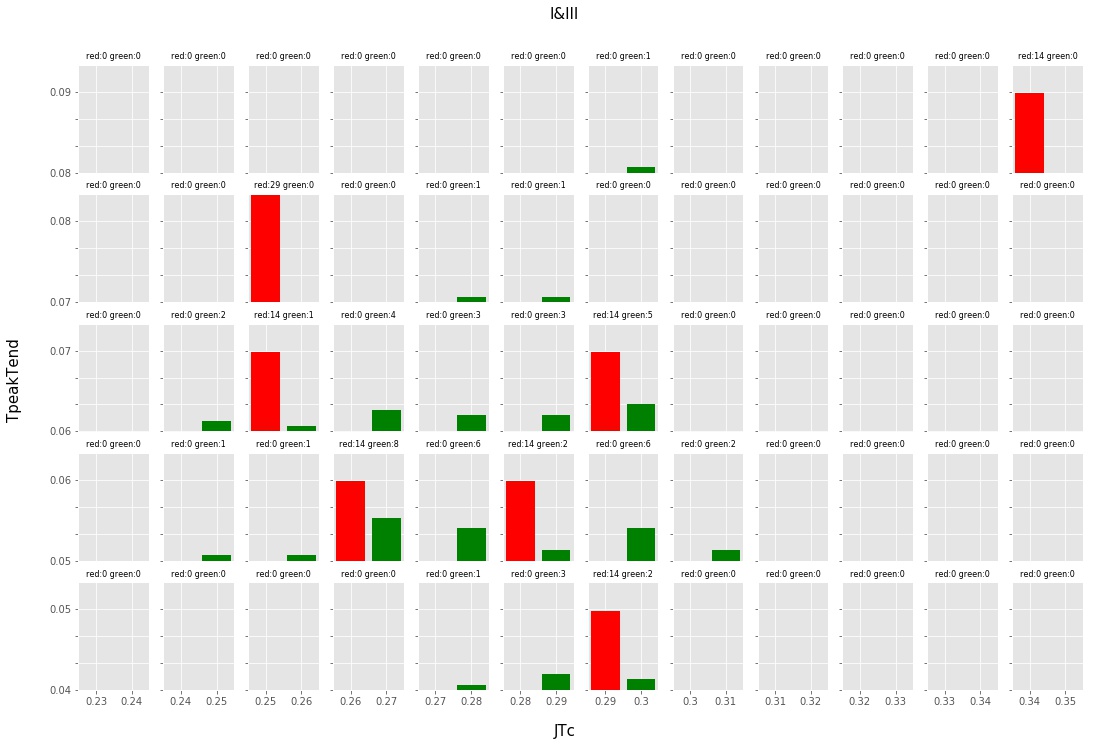 I&III
red:0 green:0 red:0 green:0 red:0 green:0 red:0 green:0 red:0 green:0 red:0 green:0 red:0 green:1 red:0 green:0 red:0 green:0 red:0 green:0 red:0 green:0 red:14 green:0
0.09
0.08
red:0 green:0 red:0 green:0 red:29 green:0 red:0 green:0 red:0 green:1 red:0 green:1 red:0 green:0 red:0 green:0 red:0 green:0 red:0 green:0 red:0 green:0 red:0 green:0
0.08
0.07
red:0 green:0 red:0 green:2 red:14 green:1 red:0 green:4 red:0 green:3 red:0 green:3 red:14 green:5 red:0 green:0 red:0 green:0 red:0 green:0 red:0 green:0 red:0 green:0
0.07
TpeakTend
0.06
red:0 green:0 red:0 green:1 red:0 green:1 red:14 green:8 red:0 green:6 red:14 green:2 red:0 green:6 red:0 green:2 red:0 green:0 red:0 green:0 red:0 green:0 red:0 green:0
0.06
0.05
red:0 green:0 red:0 green:0 red:0 green:0 red:0 green:0 red:0 green:1 red:0 green:3 red:14 green:2 red:0 green:0 red:0 green:0 red:0 green:0 red:0 green:0 red:0 green:0
0.05
0.04
0.23 0.24 0.24 0.25 0.25 0.26 0.26 0.27 0.27 0.28 0.28 0.29 0.29 0.3 0.3 0.31 0.31 0.32 0.32 0.33 0.33 0.34 0.34 0.35
JTc